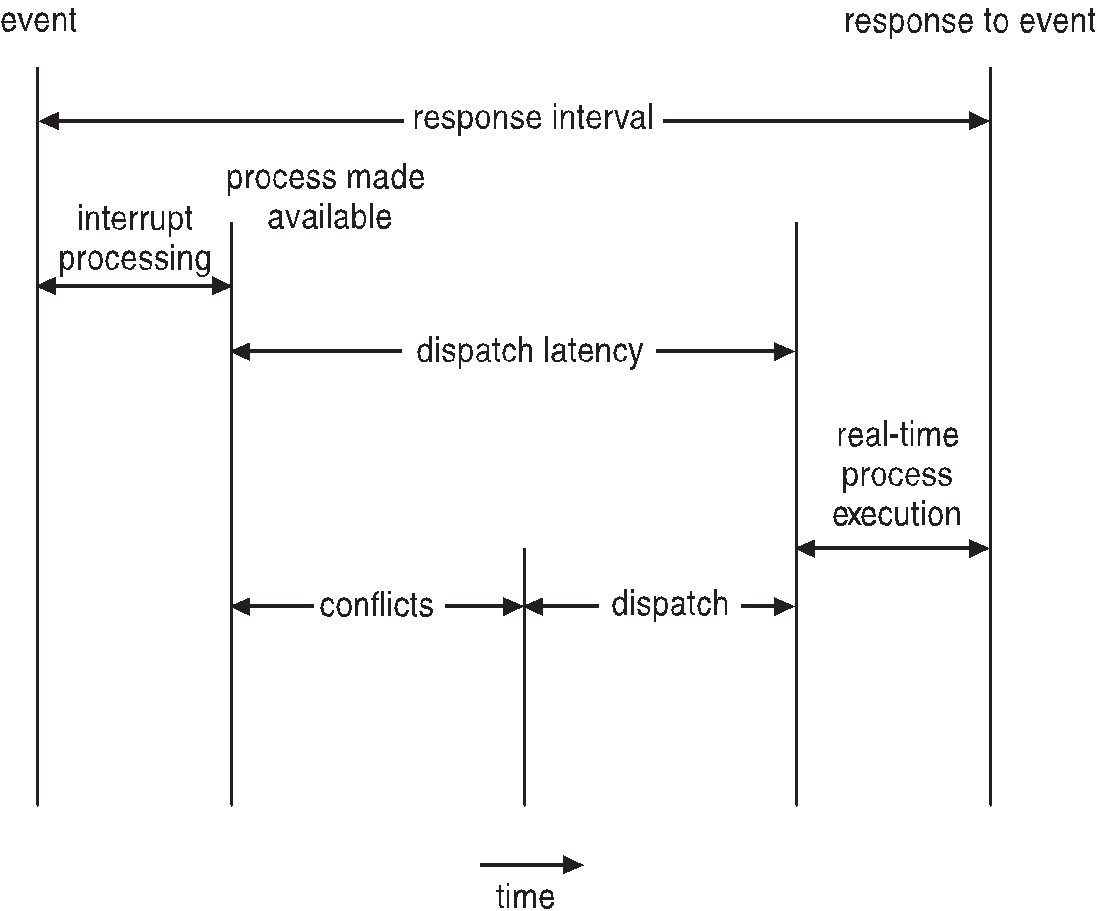 event
response to event
response interval
process made
available
interrupt
processing
dispatch latency
real-time
process
execution
conflicts
dispatch
time